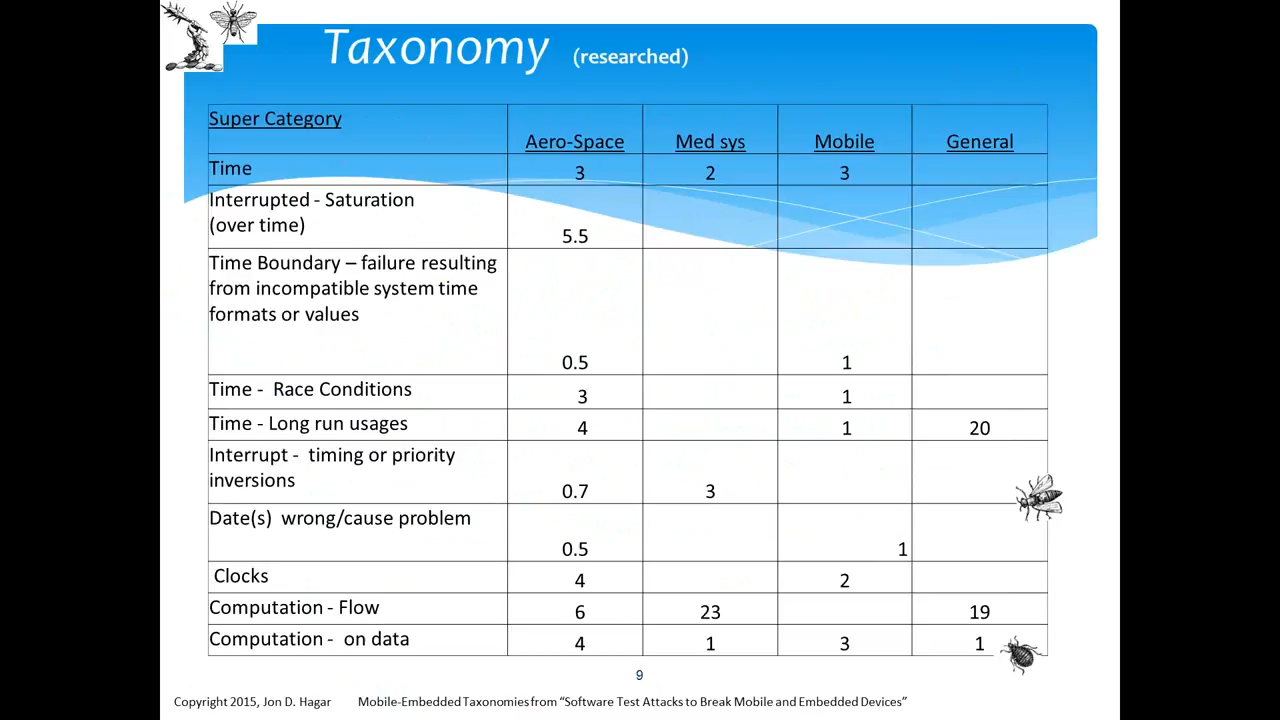 Taxonomy (researched)
Super Category Aero-Space Med sys Mobile General
Time 3 2 3
Interrupted - Saturation
(over time) 5.5
Time Boundary – failure resulting
from incompatible system time
formats or values
0.5 1
Time - Race Conditions 3 1
Time - Long run usages 4 1 20
Interrupt - timing or priority
inversions 0.7 3
Date(s) wrong/cause problem
0.5 1
Clocks 4 2
Computation - Flow 6 23 19
Computation - on data 4 1 3 1
9
Copyright 2015, Jon D. Hagar Mobile-Embedded Taxonomies from “Software Test Attacks to Break Mobile and Embedded Devices”